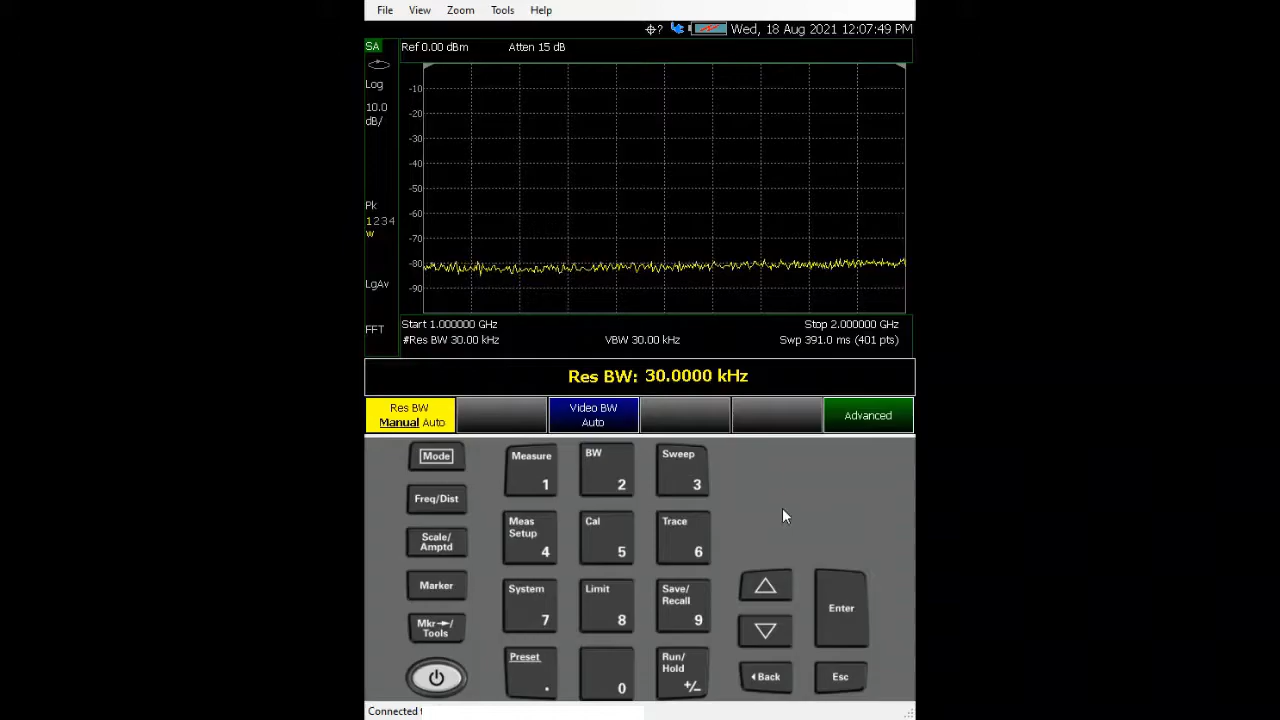 File View Zoom Tools Help
? Wed, 18 Aug 2021 12:07:49 PM
SA Ref 0.00 dBm Atten 15 dB
Log
10.0
dB/
Pk
1234
w
LgAv
FFT
-10
-20
-30
-40
-50
-60
-70
-80
-90
Start 1.000000 GHz Stop 2.000000 GHz
#Res BW 30.00 kHz VBW 30.00 kHz Swp 391.0 ms (401 pts)
Res BW: 30.0000 kHz
Res BW
Manual Auto
Video BW
Auto
Advanced
Mode
Measure
1
BW
2
Sweep
3
Freq/Dist
Scale/
Amptd
Meas
Setup
4
Cal
5
Trace
6
Marker
System
7
Limit
8
Save/
Recall
9
Enter
Mkr→/
Tools
Preset
.
0
Run/
Hold
+/−
Back
Esc
Connected